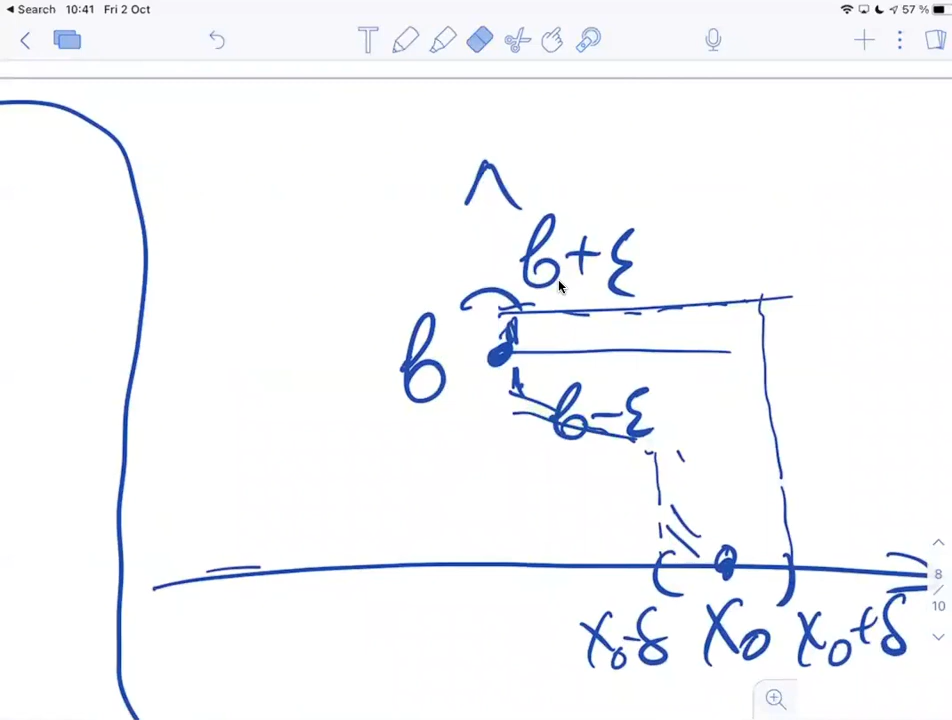 Search 10:41 Fri 2 Oct 57 %
T
b+ε
b
b-ε
8
/
10
x₀-δ x₀ x₀+δ